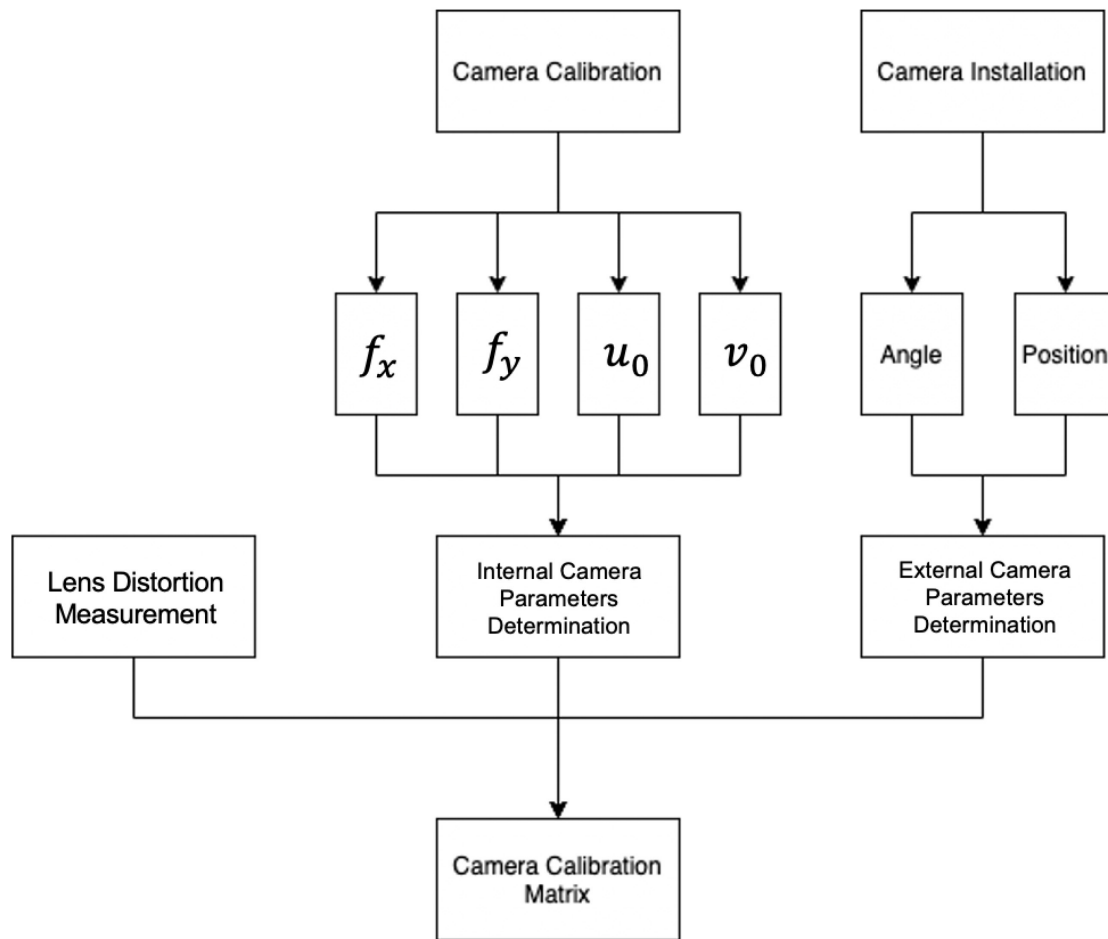 Camera Calibration
Camera Installation
f_x
f_y
u_0
v_0
Angle
Position
Lens Distortion
Measurement
Internal Camera
Parameters
Determination
External Camera
Parameters
Determination
Camera Calibration
Matrix